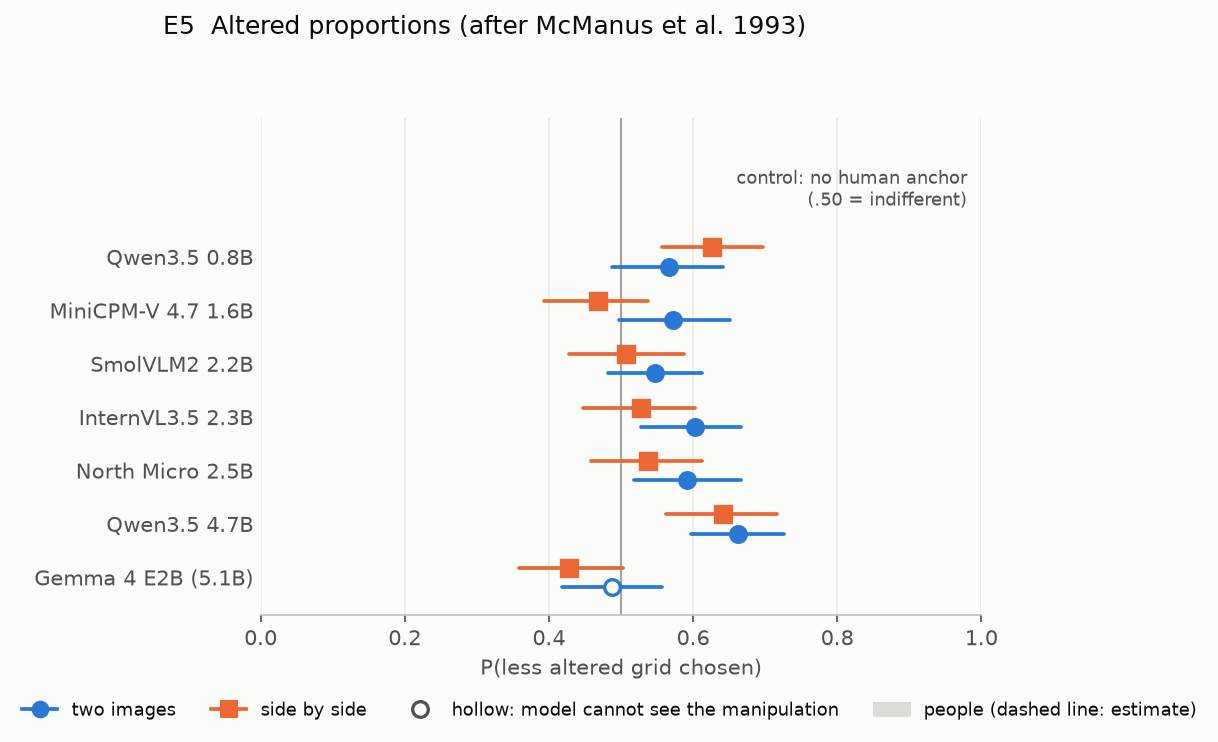 E5  Altered proportions (after McManus et al. 1993)
control: no human anchor
(.50 = indifferent)
Qwen3.5 0.8B
MiniCPM-V 4.7 1.6B
SmolVLM2 2.2B
InternVL3.5 2.3B
North Micro 2.5B
Qwen3.5 4.7B
Gemma 4 E2B (5.1B)
0.0 0.2 0.4 0.6 0.8 1.0
P(less altered grid chosen)
two images side by side hollow: model cannot see the manipulation people (dashed line: estimate)